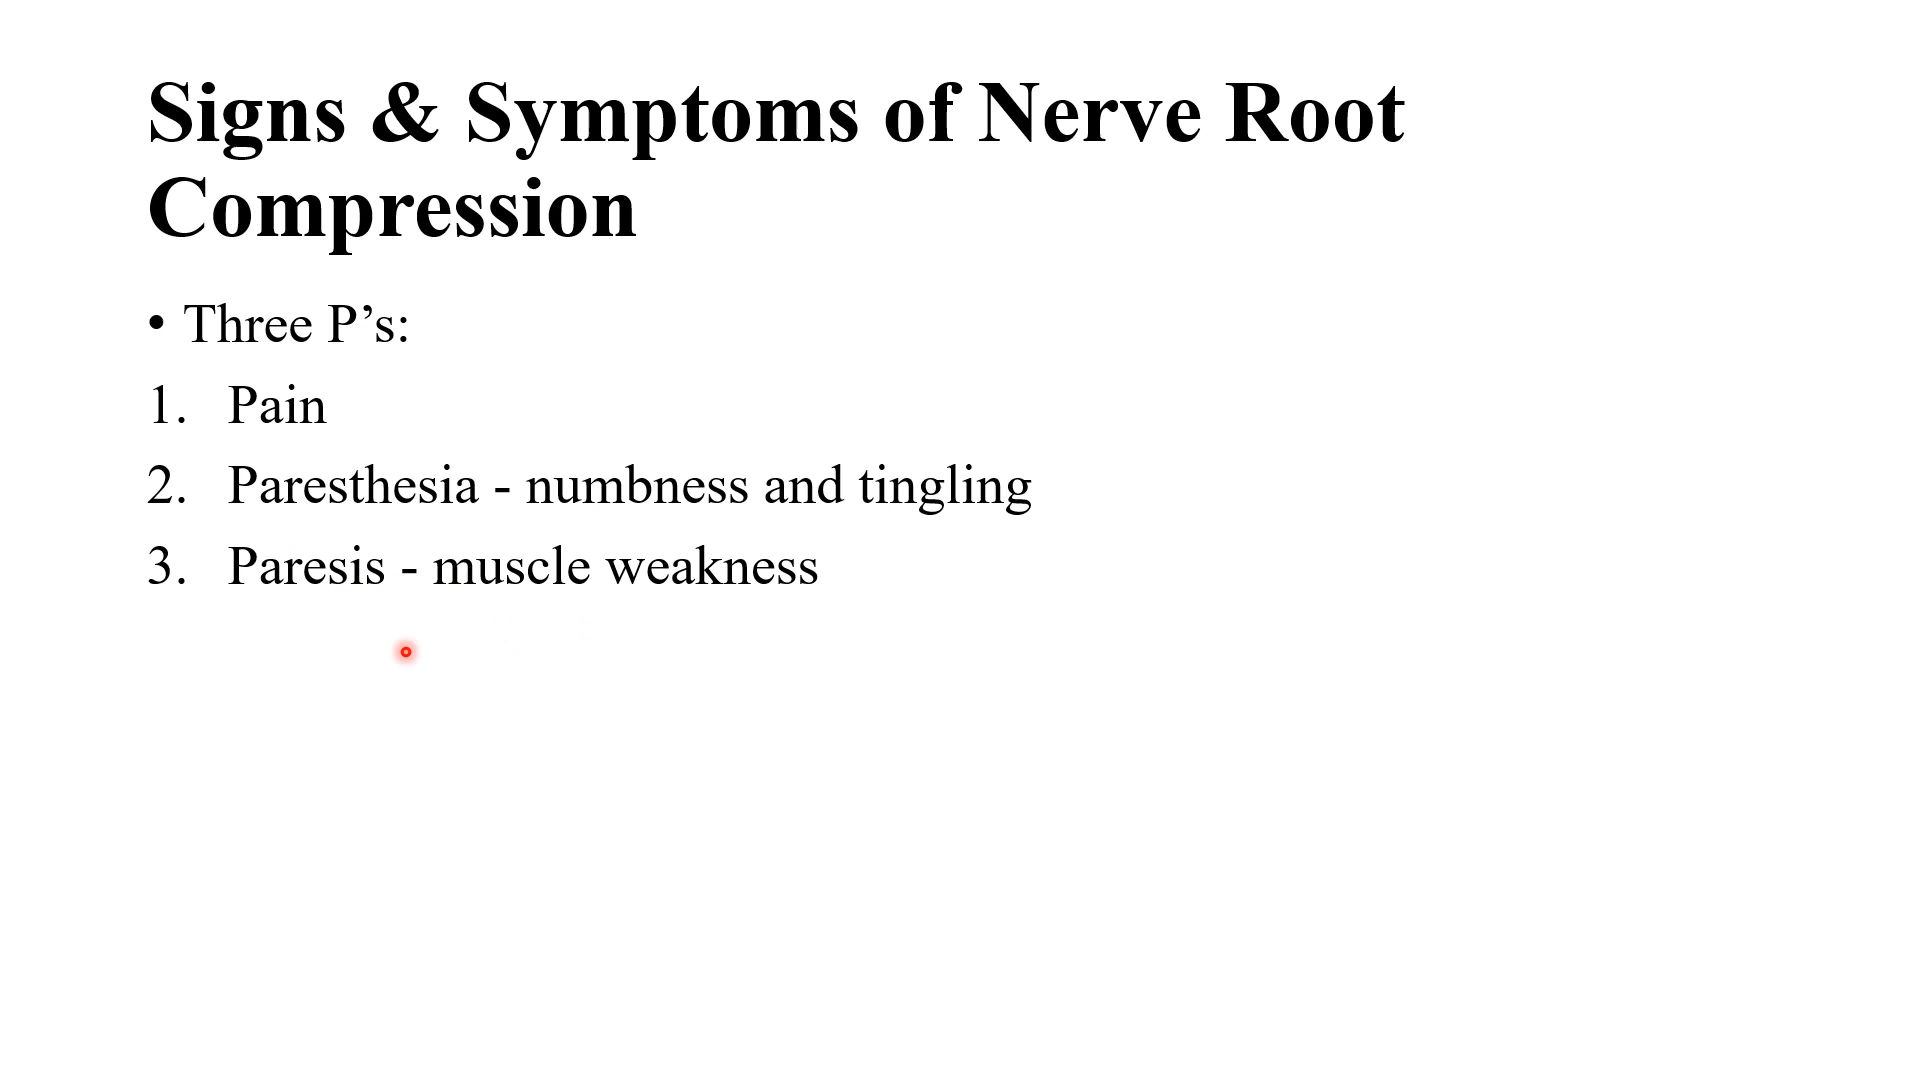 Signs & Symptoms of Nerve Root
Compression
• Three P’s:
1. Pain
2. Paresthesia - numbness and tingling
3. Paresis - muscle weakness